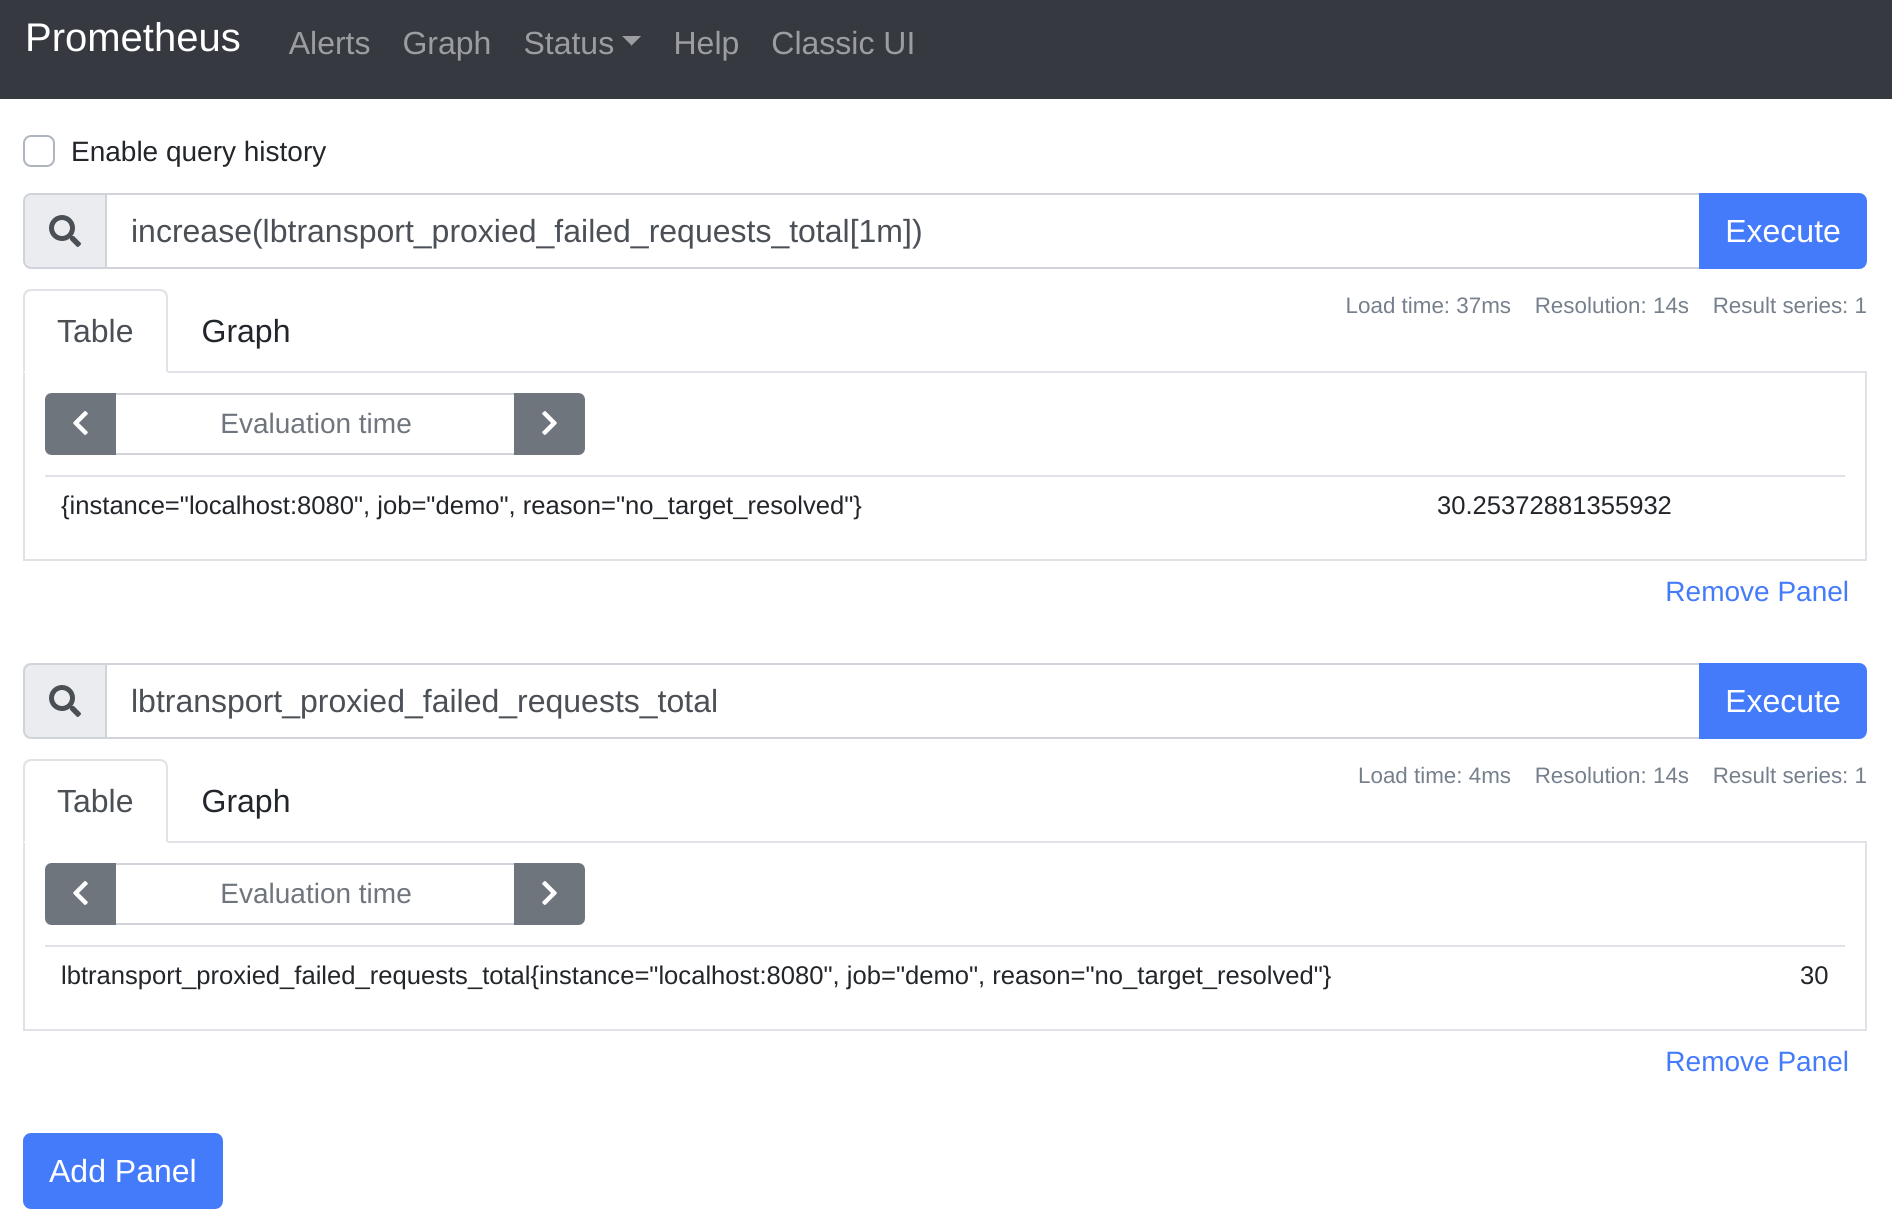 Prometheus Alerts Graph Status Help Classic UI
Enable query history
increase(lbtransport_proxied_failed_requests_total[1m]) Execute
Load time: 37ms Resolution: 14s Result series: 1
Table Graph
Evaluation time
{instance="localhost:8080", job="demo", reason="no_target_resolved"} 30.25372881355932
Remove Panel
lbtransport_proxied_failed_requests_total Execute
Load time: 4ms Resolution: 14s Result series: 1
Table Graph
Evaluation time
lbtransport_proxied_failed_requests_total{instance="localhost:8080", job="demo", reason="no_target_resolved"} 30
Remove Panel
Add Panel